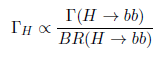 Γ_H ∝ Γ(H → bb) / BR(H → bb)